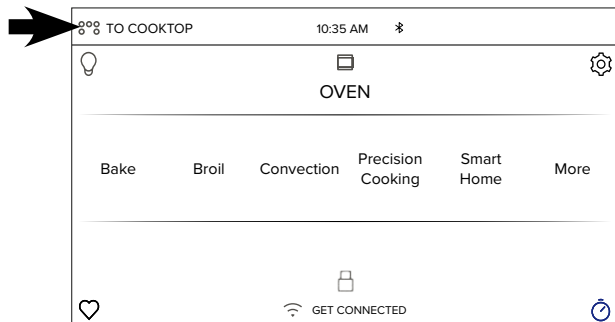 TO COOKTOP 10:35 AM
OVEN
Bake Broil Convection Precision Cooking Smart Home More
GET CONNECTED